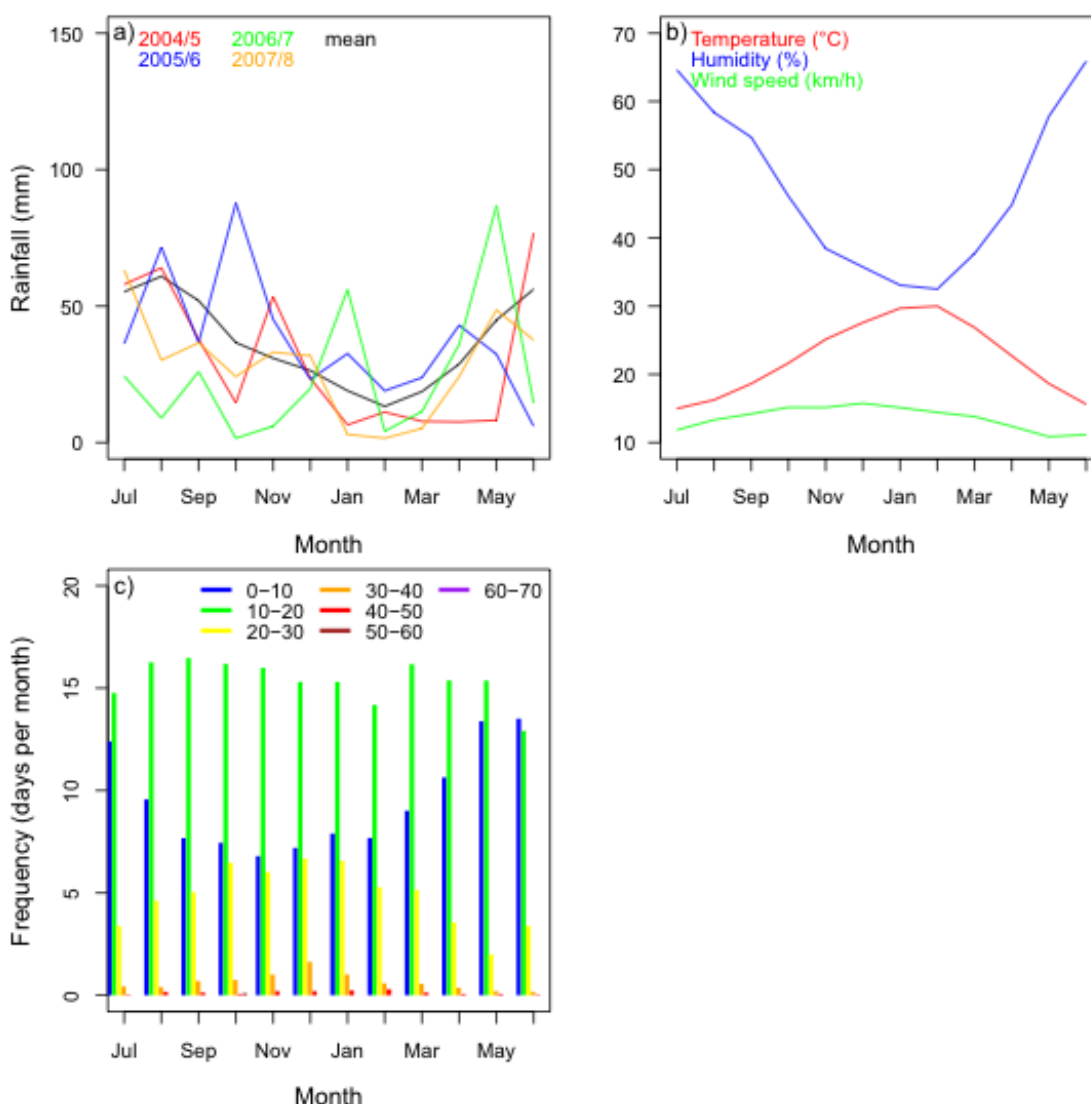 a)
2004/5 2006/7 mean
2005/6 2007/8
150
100
50
0
Rainfall (mm)
Jul Sep Nov Jan Mar May
Month
b)
Temperature (°C)
Humidity (%)
Wind speed (km/h)
70
60
50
40
30
20
10
Jul Sep Nov Jan Mar May
Month
c)
0−10 30−40 60−70
10−20 40−50
20−30 50−60
20
15
10
5
0
Frequency (days per month)
Jul Sep Nov Jan Mar May
Month